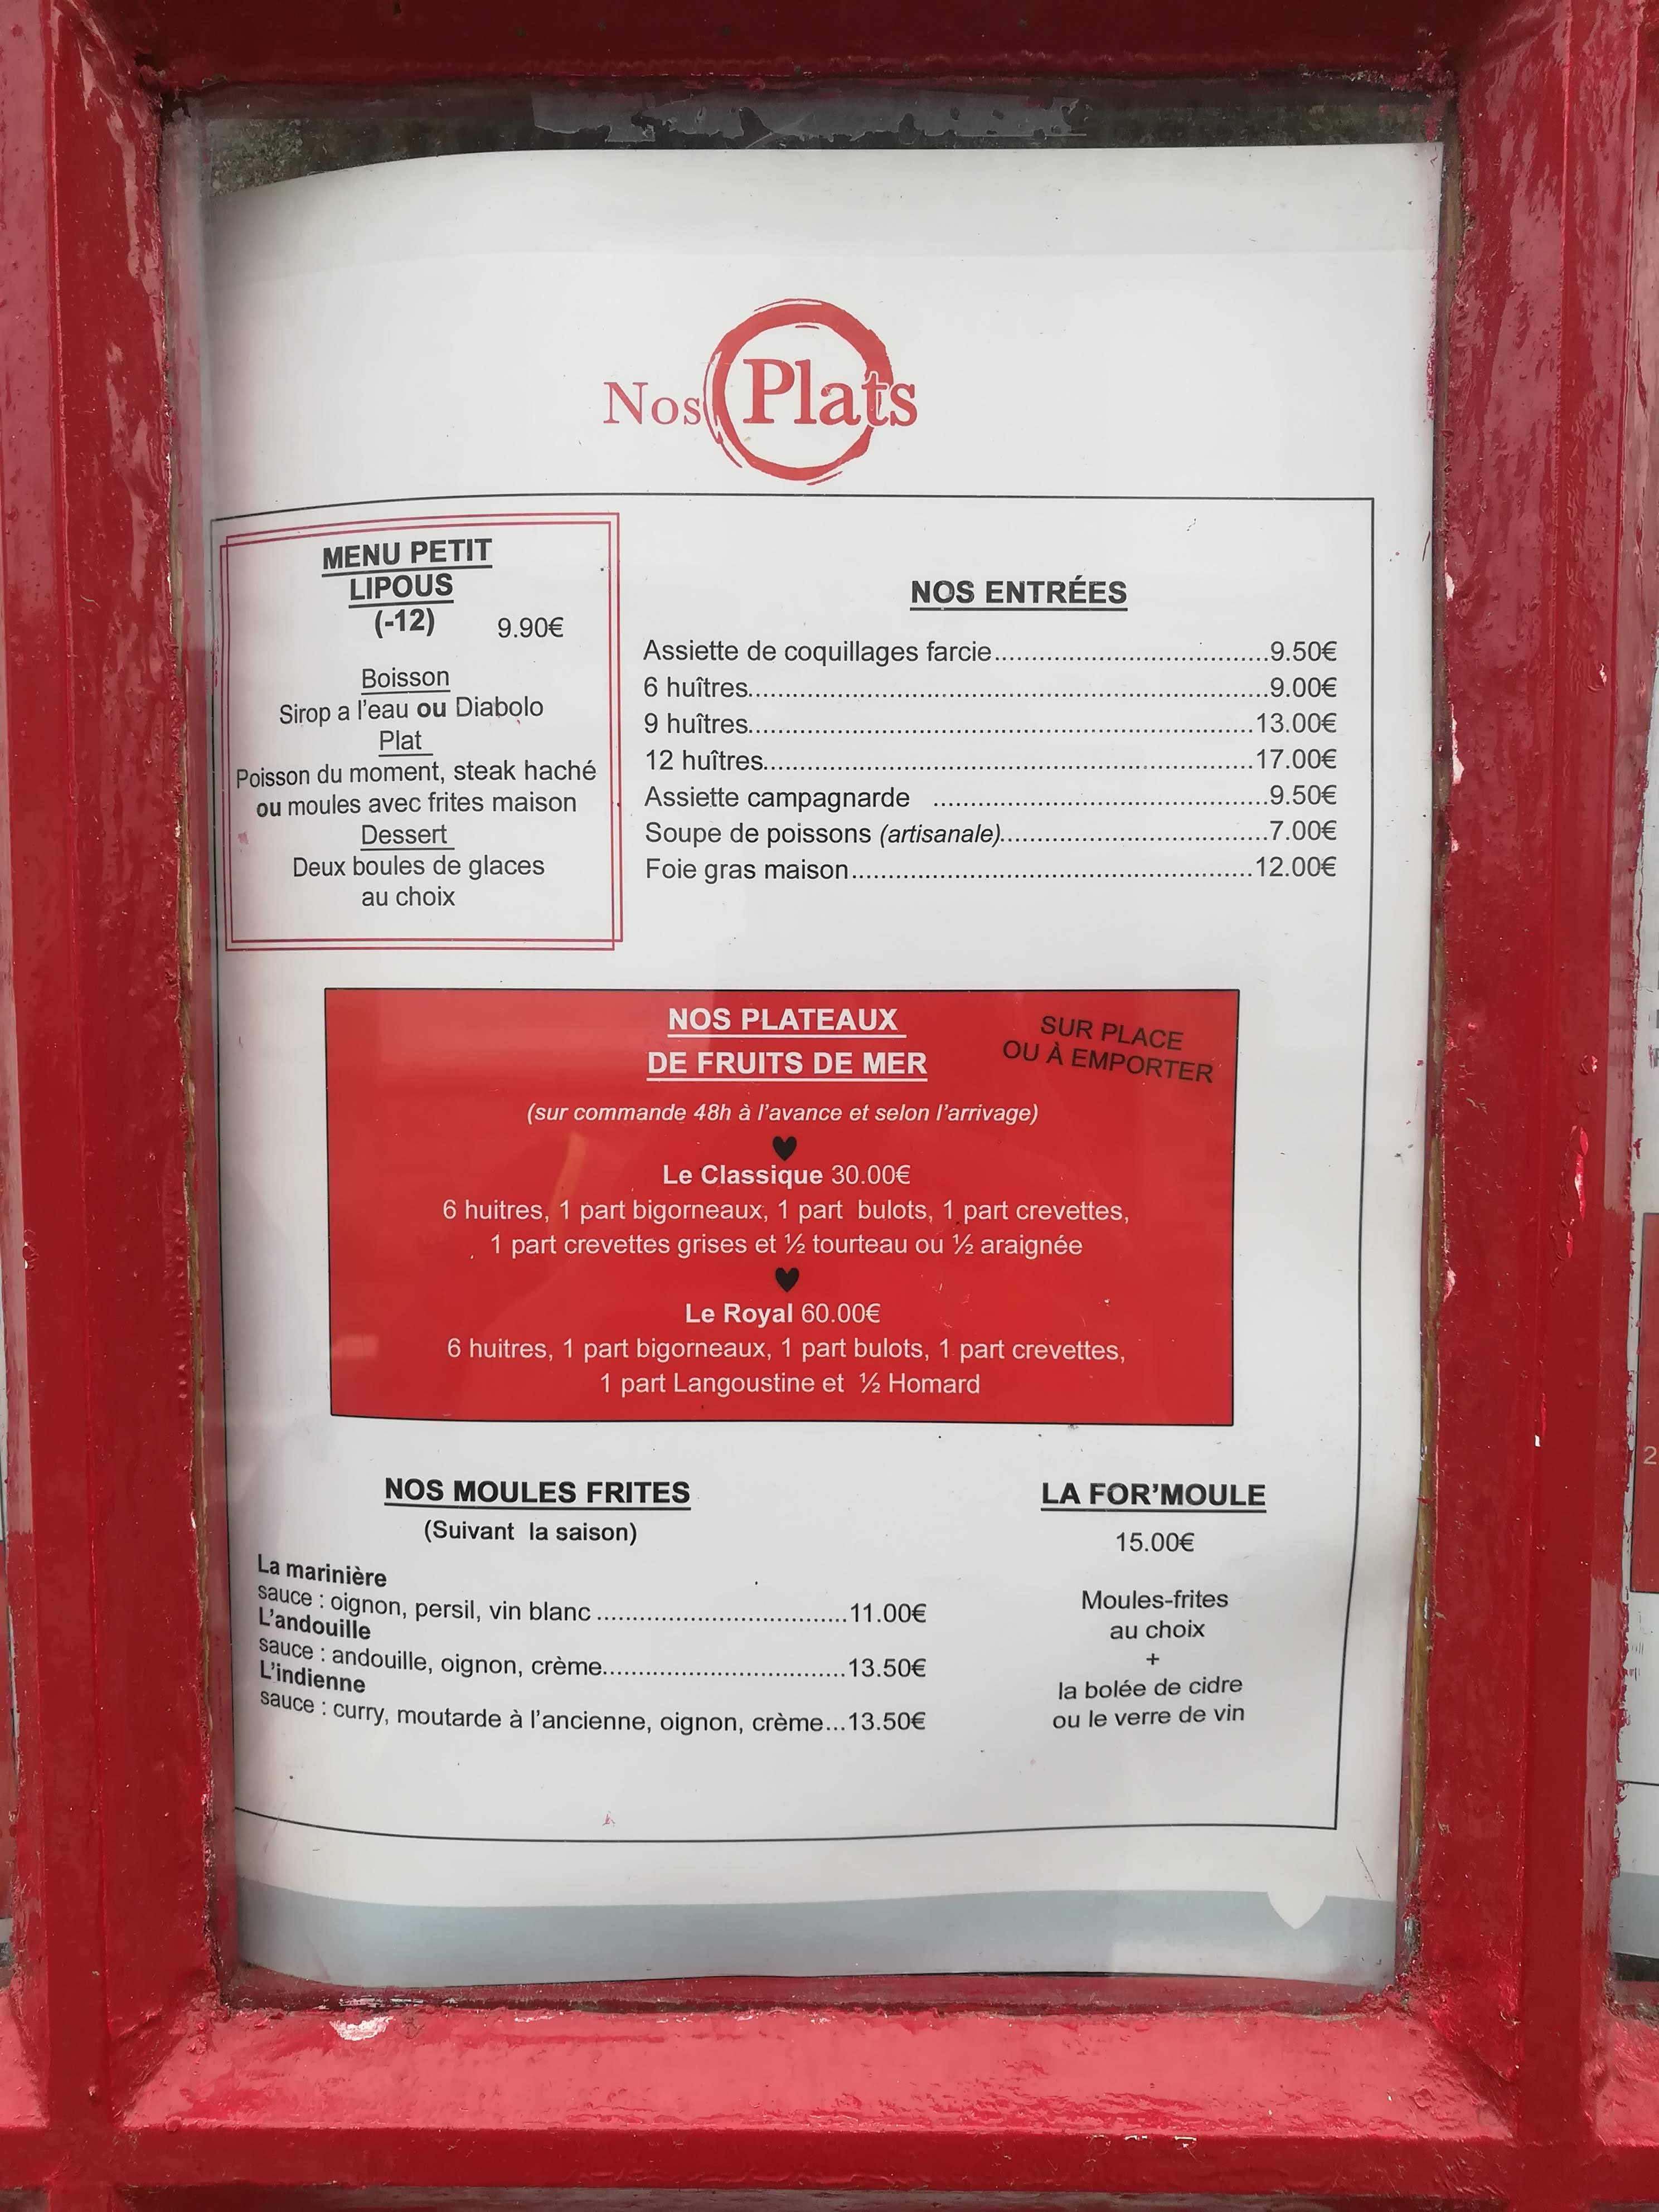 Nos Plats
MENU PETIT
LIPOUS
(-12) 9.90€
Boisson
Sirop a l'eau ou Diabolo
Plat
Poisson du moment, steak haché
ou moules avec frites maison
Dessert
Deux boules de glaces
au choix
NOS ENTRÉES
Assiette de coquillages farcie....................................9.50€
6 huîtres.....................................................................9.00€
9 huîtres...................................................................13.00€
12 huîtres.................................................................17.00€
Assiette campagnarde .............................................9.50€
Soupe de poissons (artisanale)...................................7.00€
Foie gras maison.....................................................12.00€
NOS PLATEAUX
DE FRUITS DE MER
SUR PLACE
OU À EMPORTER
(sur commande 48h à l'avance et selon l'arrivage)
Le Classique 30.00€
6 huitres, 1 part bigorneaux, 1 part bulots, 1 part crevettes,
1 part crevettes grises et ½ tourteau ou ½ araignée
Le Royal 60.00€
6 huitres, 1 part bigorneaux, 1 part bulots, 1 part crevettes,
1 part Langoustine et ½ Homard
NOS MOULES FRITES
(Suivant la saison)
La marinière
sauce : oignon, persil, vin blanc ..................................11.00€
L'andouille
sauce : andouille, oignon, crème.................................13.50€
L'indienne
sauce : curry, moutarde à l'ancienne, oignon, crème...13.50€
LA FOR'MOULE
15.00€
Moules-frites
au choix
+
la bolée de cidre
ou le verre de vin
2